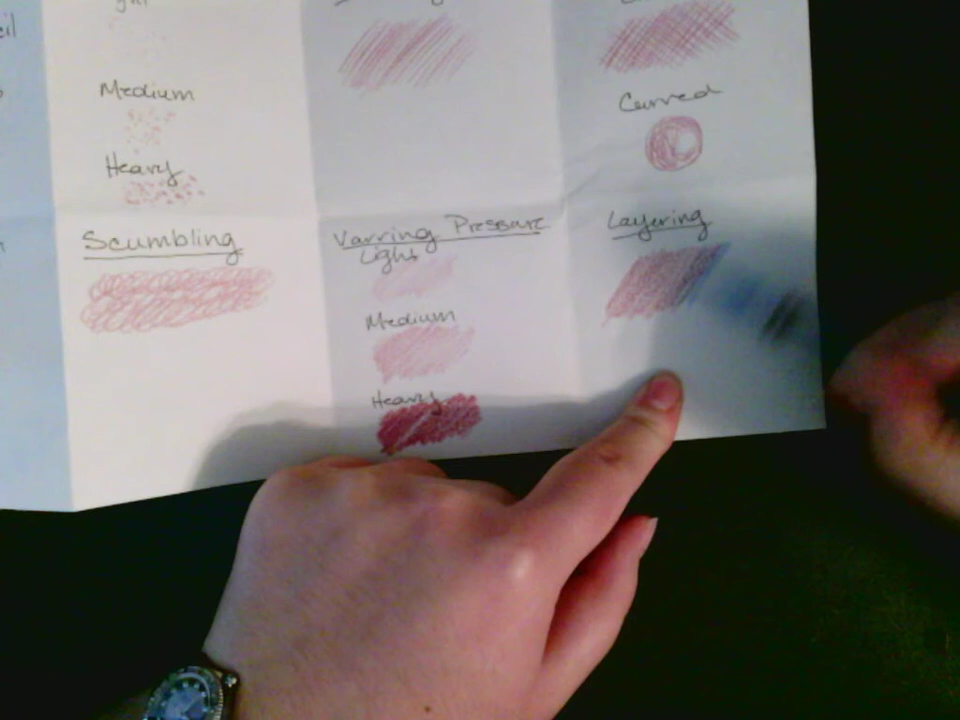 Medium
Heavy
Scumbling
Varring Pressure
Light
Medium
Heavy
Curved
Layering